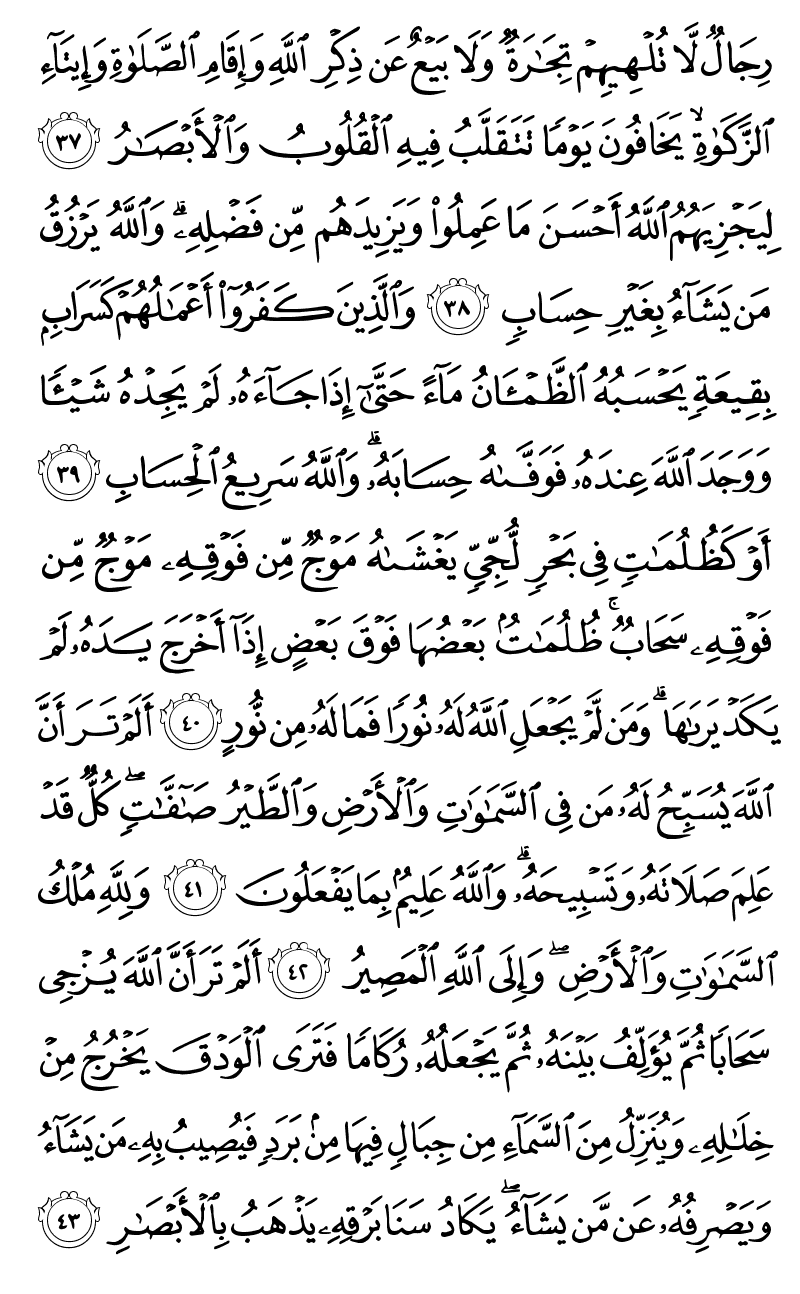 رِجَالٌ لَّا تُلْهِيهِمْ تِجَـٰرَةٌ وَلَا بَيْعٌ عَن ذِكْرِ ٱللَّهِ وَإِقَامِ ٱلصَّلَوٰةِ وَإِيتَآءِ
ٱلزَّكَوٰةِ ۙ يَخَافُونَ يَوْمًا تَتَقَلَّبُ فِيهِ ٱلْقُلُوبُ وَٱلْأَبْصَـٰرُ ٣٧
لِيَجْزِيَهُمُ ٱللَّهُ أَحْسَنَ مَا عَمِلُوا۟ وَيَزِيدَهُم مِّن فَضْلِهِۦ ۗ وَٱللَّهُ يَرْزُقُ
مَن يَشَآءُ بِغَيْرِ حِسَابٍ ٣٨ وَٱلَّذِينَ كَفَرُوٓا۟ أَعْمَـٰلُهُمْ كَسَرَابٍۭ
بِقِيعَةٍ يَحْسَبُهُ ٱلظَّمْـَٔانُ مَآءً حَتَّىٰٓ إِذَا جَآءَهُۥ لَمْ يَجِدْهُ شَيْـًٔا
وَوَجَدَ ٱللَّهَ عِندَهُۥ فَوَفَّىٰهُ حِسَابَهُۥ ۗ وَٱللَّهُ سَرِيعُ ٱلْحِسَابِ ٣٩
أَوْ كَظُلُمَـٰتٍ فِى بَحْرٍ لُّجِّىٍّ يَغْشَىٰهُ مَوْجٌ مِّن فَوْقِهِۦ مَوْجٌ مِّن
فَوْقِهِۦ سَحَابٌ ۚ ظُلُمَـٰتٌۢ بَعْضُهَا فَوْقَ بَعْضٍ إِذَآ أَخْرَجَ يَدَهُۥ لَمْ
يَكَدْ يَرَىٰهَا ۗ وَمَن لَّمْ يَجْعَلِ ٱللَّهُ لَهُۥ نُورًا فَمَا لَهُۥ مِن نُّورٍ ٤٠ أَلَمْ تَرَ أَنَّ
ٱللَّهَ يُسَبِّحُ لَهُۥ مَن فِى ٱلسَّمَـٰوَٰتِ وَٱلْأَرْضِ وَٱلطَّيْرُ صَـٰٓفَّـٰتٍ ۖ كُلٌّ قَدْ
عَلِمَ صَلَاتَهُۥ وَتَسْبِيحَهُۥ ۗ وَٱللَّهُ عَلِيمٌۢ بِمَا يَفْعَلُونَ ٤١ وَلِلَّهِ مُلْكُ
ٱلسَّمَـٰوَٰتِ وَٱلْأَرْضِ ۖ وَإِلَى ٱللَّهِ ٱلْمَصِيرُ ٤٢ أَلَمْ تَرَ أَنَّ ٱللَّهَ يُزْجِى
سَحَابًا ثُمَّ يُؤَلِّفُ بَيْنَهُۥ ثُمَّ يَجْعَلُهُۥ رُكَامًا فَتَرَى ٱلْوَدْقَ يَخْرُجُ مِنْ
خِلَـٰلِهِۦ وَيُنَزِّلُ مِنَ ٱلسَّمَآءِ مِن جِبَالٍ فِيهَا مِنۢ بَرَدٍ فَيُصِيبُ بِهِۦ مَن يَشَآءُ
وَيَصْرِفُهُۥ عَن مَّن يَشَآءُ ۖ يَكَادُ سَنَا بَرْقِهِۦ يَذْهَبُ بِٱلْأَبْصَـٰرِ ٤٣